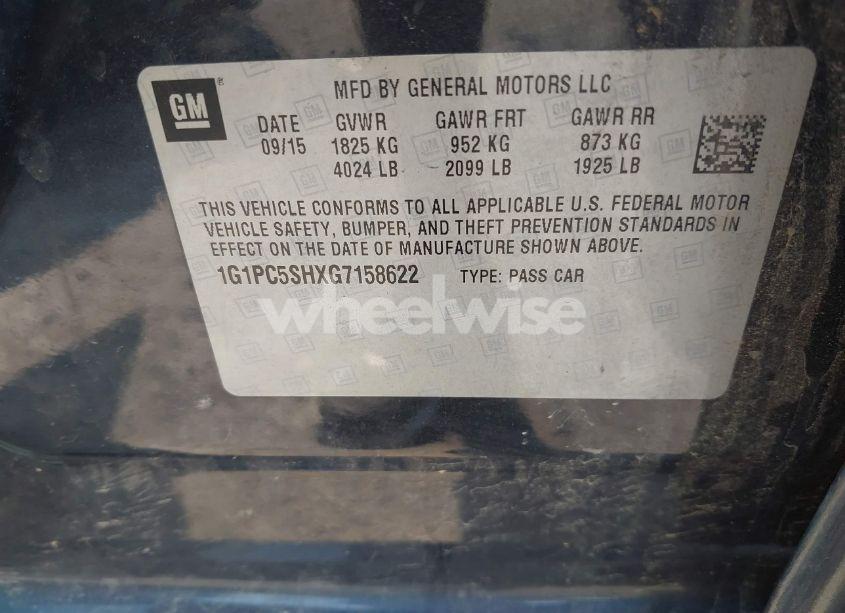 GM
MFD BY GENERAL MOTORS LLC
DATE GVWR GAWR FRT GAWR RR
09/15 1825 KG 952 KG 873 KG
4024 LB 2099 LB 1925 LB
THIS VEHICLE CONFORMS TO ALL APPLICABLE U.S. FEDERAL MOTOR
VEHICLE SAFETY, BUMPER, AND THEFT PREVENTION STANDARDS IN
EFFECT ON THE DATE OF MANUFACTURE SHOWN ABOVE.
1G1PC5SHXG7158622 TYPE: PASS CAR
wheelwise